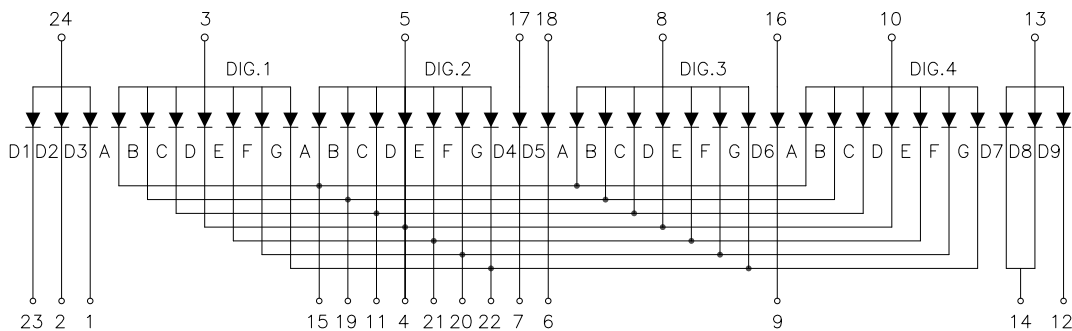 24 3 5 17 18 8 16 10 13
DIG.1 DIG.2 DIG.3 DIG.4
D1 D2 D3 A B C D E F G A B C D E F G D4 D5 A B C D E F G D6 A B C D E F G D7 D8 D9
23 2 1 15 19 11 4 21 20 22 7 6 9 14 12